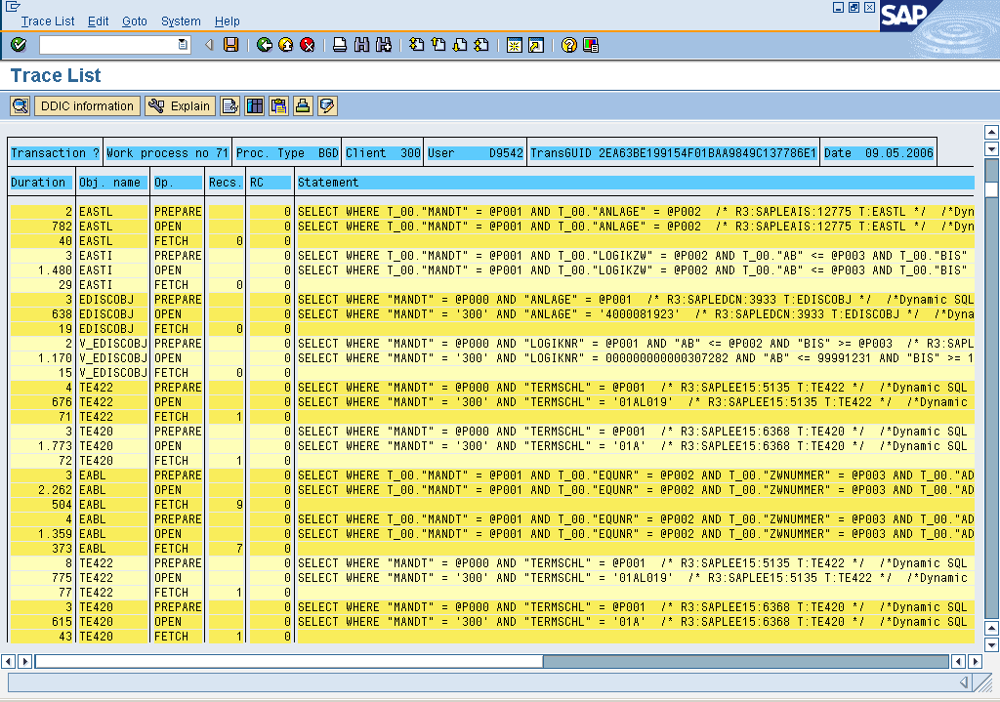 Trace List Edit Goto System Help
SAP
Trace List
DDIC information Explain
Transaction ? Work process no 71 Proc. Type BGD Client 300 User D9542 TransGUID 2EA63BE199154F01BAA9849C137786E1 Date 09.05.2006
Duration Obj. name Op. Recs. RC Statement
2 EASTL PREPARE 0 SELECT WHERE T_00."MANDT" = @P001 AND T_00."ANLAGE" = @P002 /* R3:SAPLEAIS:12775 T:EASTL */ /*Dyn
782 EASTL OPEN 0 SELECT WHERE T_00."MANDT" = @P001 AND T_00."ANLAGE" = @P002 /* R3:SAPLEAIS:12775 T:EASTL */ /*Dyn
40 EASTL FETCH 0 0
3 EASTI PREPARE 0 SELECT WHERE T_00."MANDT" = @P001 AND T_00."LOGIKZW" = @P002 AND T_00."AB" <= @P003 AND T_00."BIS"
1.480 EASTI OPEN 0 SELECT WHERE T_00."MANDT" = @P001 AND T_00."LOGIKZW" = @P002 AND T_00."AB" <= @P003 AND T_00."BIS"
29 EASTI FETCH 0 0
3 EDISCOBJ PREPARE 0 SELECT WHERE "MANDT" = @P000 AND "ANLAGE" = @P001 /* R3:SAPLEDCN:3933 T:EDISCOBJ */ /*Dynamic SQL
638 EDISCOBJ OPEN 0 SELECT WHERE "MANDT" = '300' AND "ANLAGE" = '4000081923' /* R3:SAPLEDCN:3933 T:EDISCOBJ */ /*Dyna
19 EDISCOBJ FETCH 0 0
2 V_EDISCOBJ PREPARE 0 SELECT WHERE "MANDT" = @P000 AND "LOGIKNR" = @P001 AND "AB" <= @P002 AND "BIS" >= @P003 /* R3:SAPL
1.170 V_EDISCOBJ OPEN 0 SELECT WHERE "MANDT" = '300' AND "LOGIKNR" = 000000000000307282 AND "AB" <= 99991231 AND "BIS" >= 1
15 V_EDISCOBJ FETCH 0 0
4 TE422 PREPARE 0 SELECT WHERE "MANDT" = @P000 AND "TERMSCHL" = @P001 /* R3:SAPLEE15:5135 T:TE422 */ /*Dynamic SQL
676 TE422 OPEN 0 SELECT WHERE "MANDT" = '300' AND "TERMSCHL" = '01AL019' /* R3:SAPLEE15:5135 T:TE422 */ /*Dynamic
71 TE422 FETCH 1 0
3 TE420 PREPARE 0 SELECT WHERE "MANDT" = @P000 AND "TERMSCHL" = @P001 /* R3:SAPLEE15:6368 T:TE420 */ /*Dynamic SQL
1.773 TE420 OPEN 0 SELECT WHERE "MANDT" = '300' AND "TERMSCHL" = '01A' /* R3:SAPLEE15:6368 T:TE420 */ /*Dynamic SQL
72 TE420 FETCH 1 0
3 EABL PREPARE 0 SELECT WHERE T_00."MANDT" = @P001 AND T_00."EQUNR" = @P002 AND T_00."ZWNUMMER" = @P003 AND T_00."AD
2.262 EABL OPEN 0 SELECT WHERE T_00."MANDT" = @P001 AND T_00."EQUNR" = @P002 AND T_00."ZWNUMMER" = @P003 AND T_00."AD
504 EABL FETCH 9 0
4 EABL PREPARE 0 SELECT WHERE T_00."MANDT" = @P001 AND T_00."EQUNR" = @P002 AND T_00."ZWNUMMER" = @P003 AND T_00."AD
1.359 EABL OPEN 0 SELECT WHERE T_00."MANDT" = @P001 AND T_00."EQUNR" = @P002 AND T_00."ZWNUMMER" = @P003 AND T_00."AD
373 EABL FETCH 7 0
8 TE422 PREPARE 0 SELECT WHERE "MANDT" = @P000 AND "TERMSCHL" = @P001 /* R3:SAPLEE15:5135 T:TE422 */ /*Dynamic SQL
775 TE422 OPEN 0 SELECT WHERE "MANDT" = '300' AND "TERMSCHL" = '01AL019' /* R3:SAPLEE15:5135 T:TE422 */ /*Dynamic
77 TE422 FETCH 1 0
3 TE420 PREPARE 0 SELECT WHERE "MANDT" = @P000 AND "TERMSCHL" = @P001 /* R3:SAPLEE15:6368 T:TE420 */ /*Dynamic SQL
615 TE420 OPEN 0 SELECT WHERE "MANDT" = '300' AND "TERMSCHL" = '01A' /* R3:SAPLEE15:6368 T:TE420 */ /*Dynamic SQL
43 TE420 FETCH 1 0